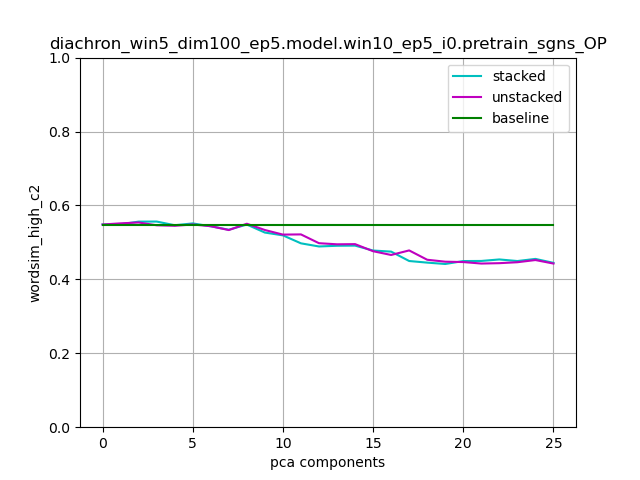 diachron_win5_dim100_ep5.model.win10_ep5_i0.pretrain_sgns_OP
1.0
0.8
0.6
0.4
0.2
0.0
wordsim_high_c2
stacked
unstacked
baseline
0 5 10 15 20 25
pca components